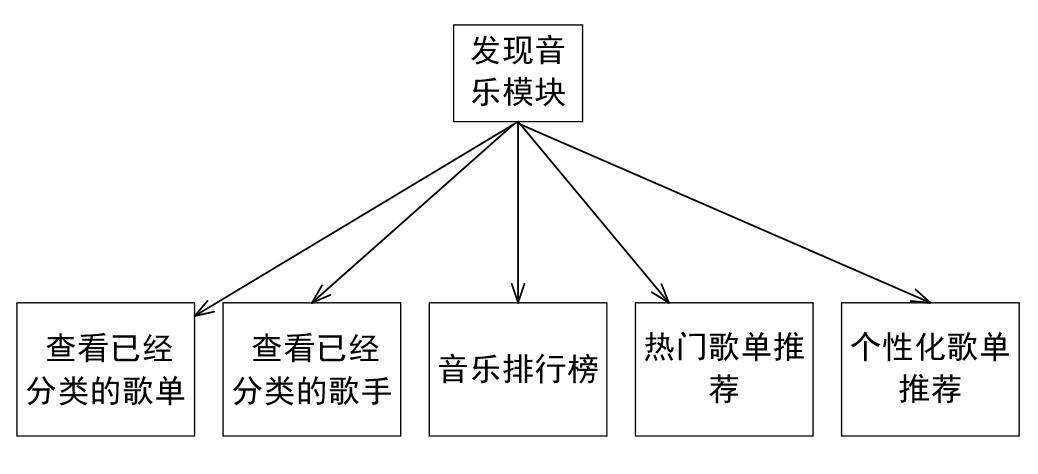 发现音
乐模块
查看已经
分类的歌单
查看已经
分类的歌手
音乐排行榜
热门歌单推
荐
个性化歌单
推荐